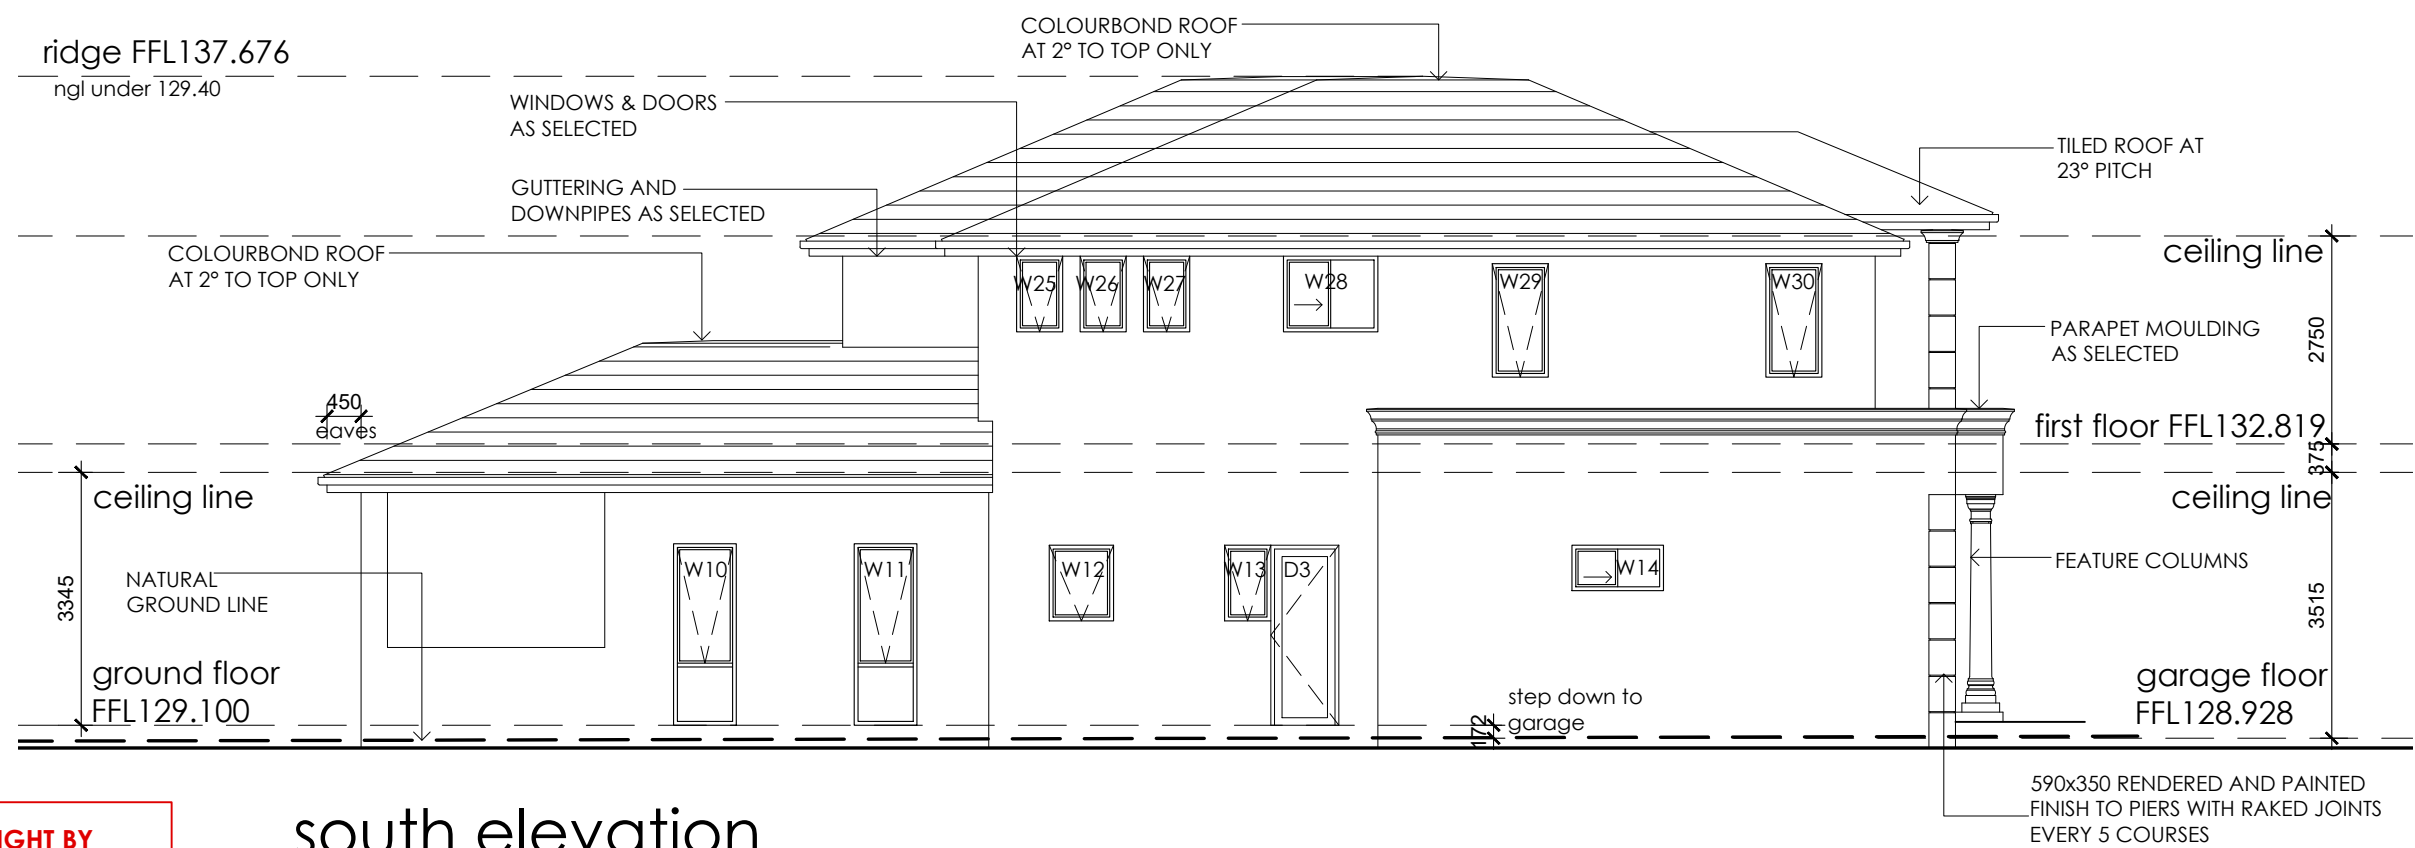 ridge FFL137.676
ngl under 129.40
COLOURBOND ROOF
AT 2° TO TOP ONLY
WINDOWS & DOORS
AS SELECTED
GUTTERING AND
DOWNPIPES AS SELECTED
COLOURBOND ROOF
AT 2° TO TOP ONLY
TILED ROOF AT
23° PITCH
ceiling line
2750
PARAPET MOULDING
AS SELECTED
first floor FFL132.819
375
W25
W26
W27
W28
W29
W30
450
eaves
ceiling line
ceiling line
3345
NATURAL
GROUND LINE
W10
W11
W12
W13
D3
W14
FEATURE COLUMNS
3515
ground floor
FFL129.100
step down to
garage
172
garage floor
FFL128.928
590x350 RENDERED AND PAINTED
FINISH TO PIERS WITH RAKED JOINTS
EVERY 5 COURSES
south elevation
IGHT BY